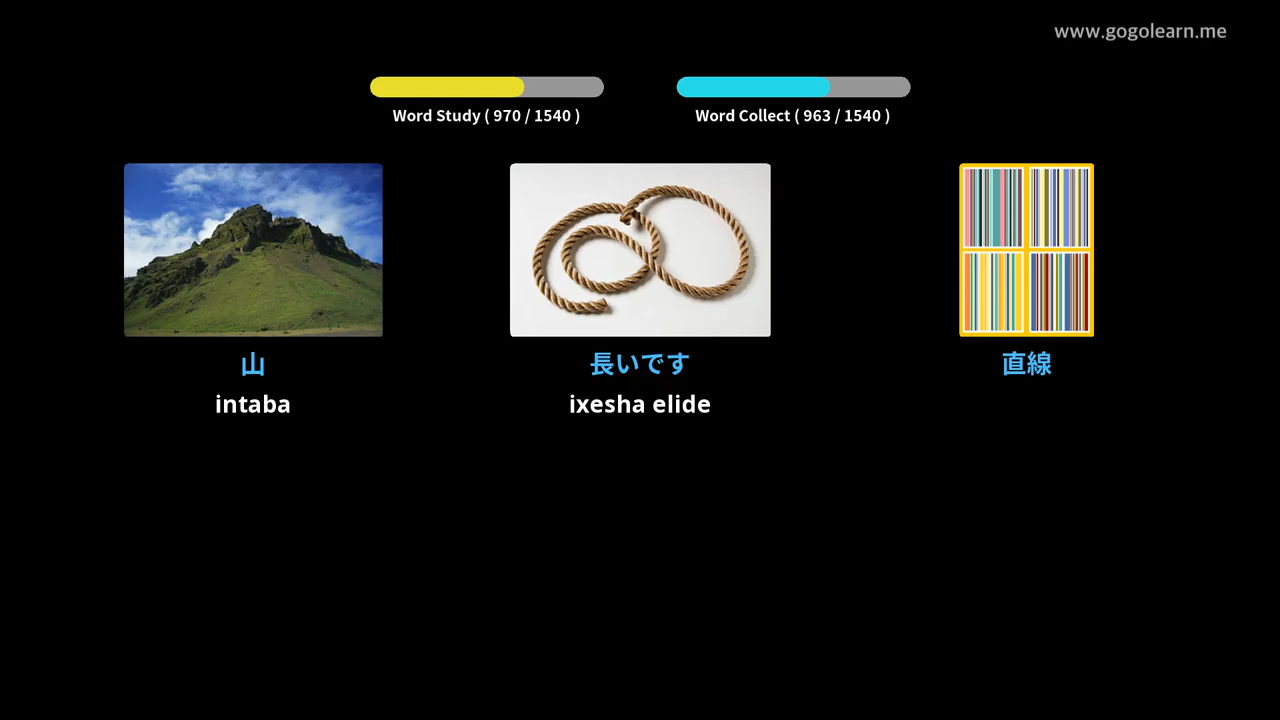 www.gogolearn.me
Word Study ( 970 / 1540 )
Word Collect ( 963 / 1540 )
山
長いです
直線
intaba
ixesha elide